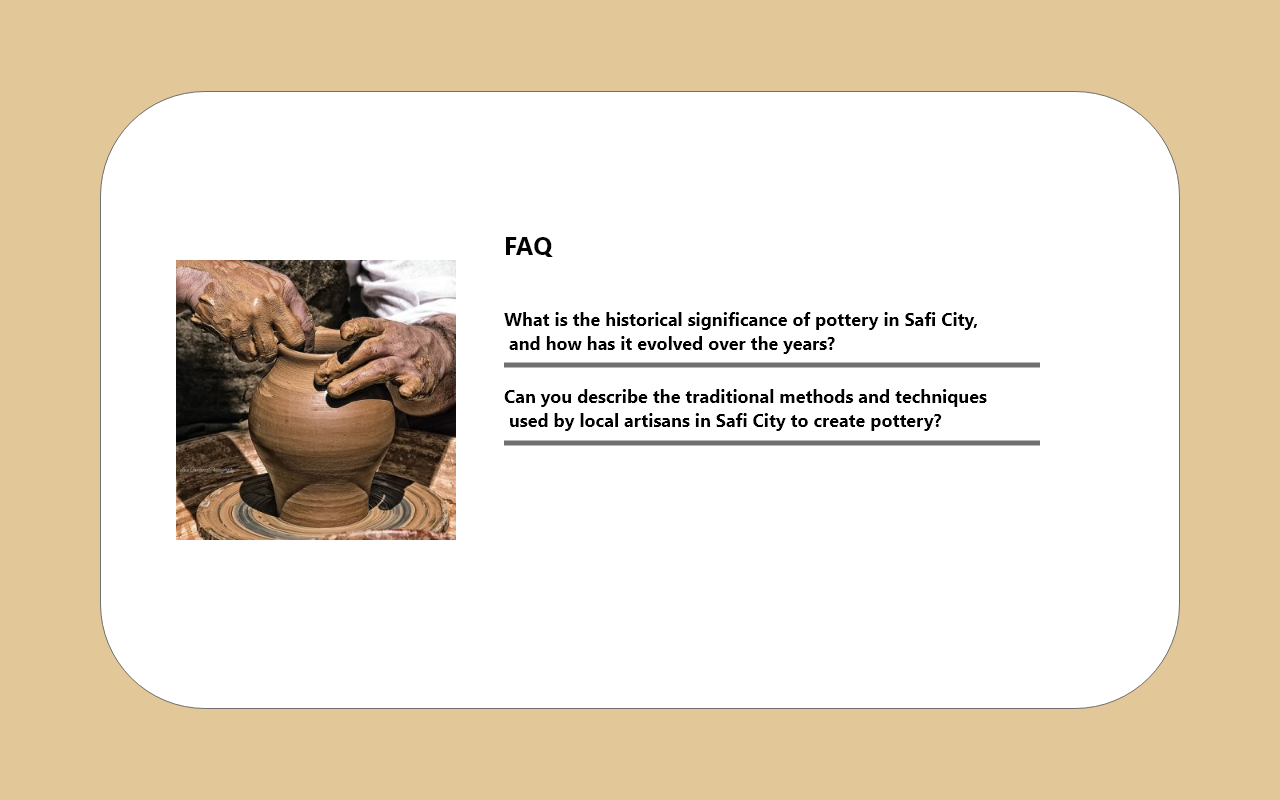 FAQ
What is the historical significance of pottery in Safi City,
and how has it evolved over the years?
Can you describe the traditional methods and techniques
used by local artisans in Safi City to create pottery?